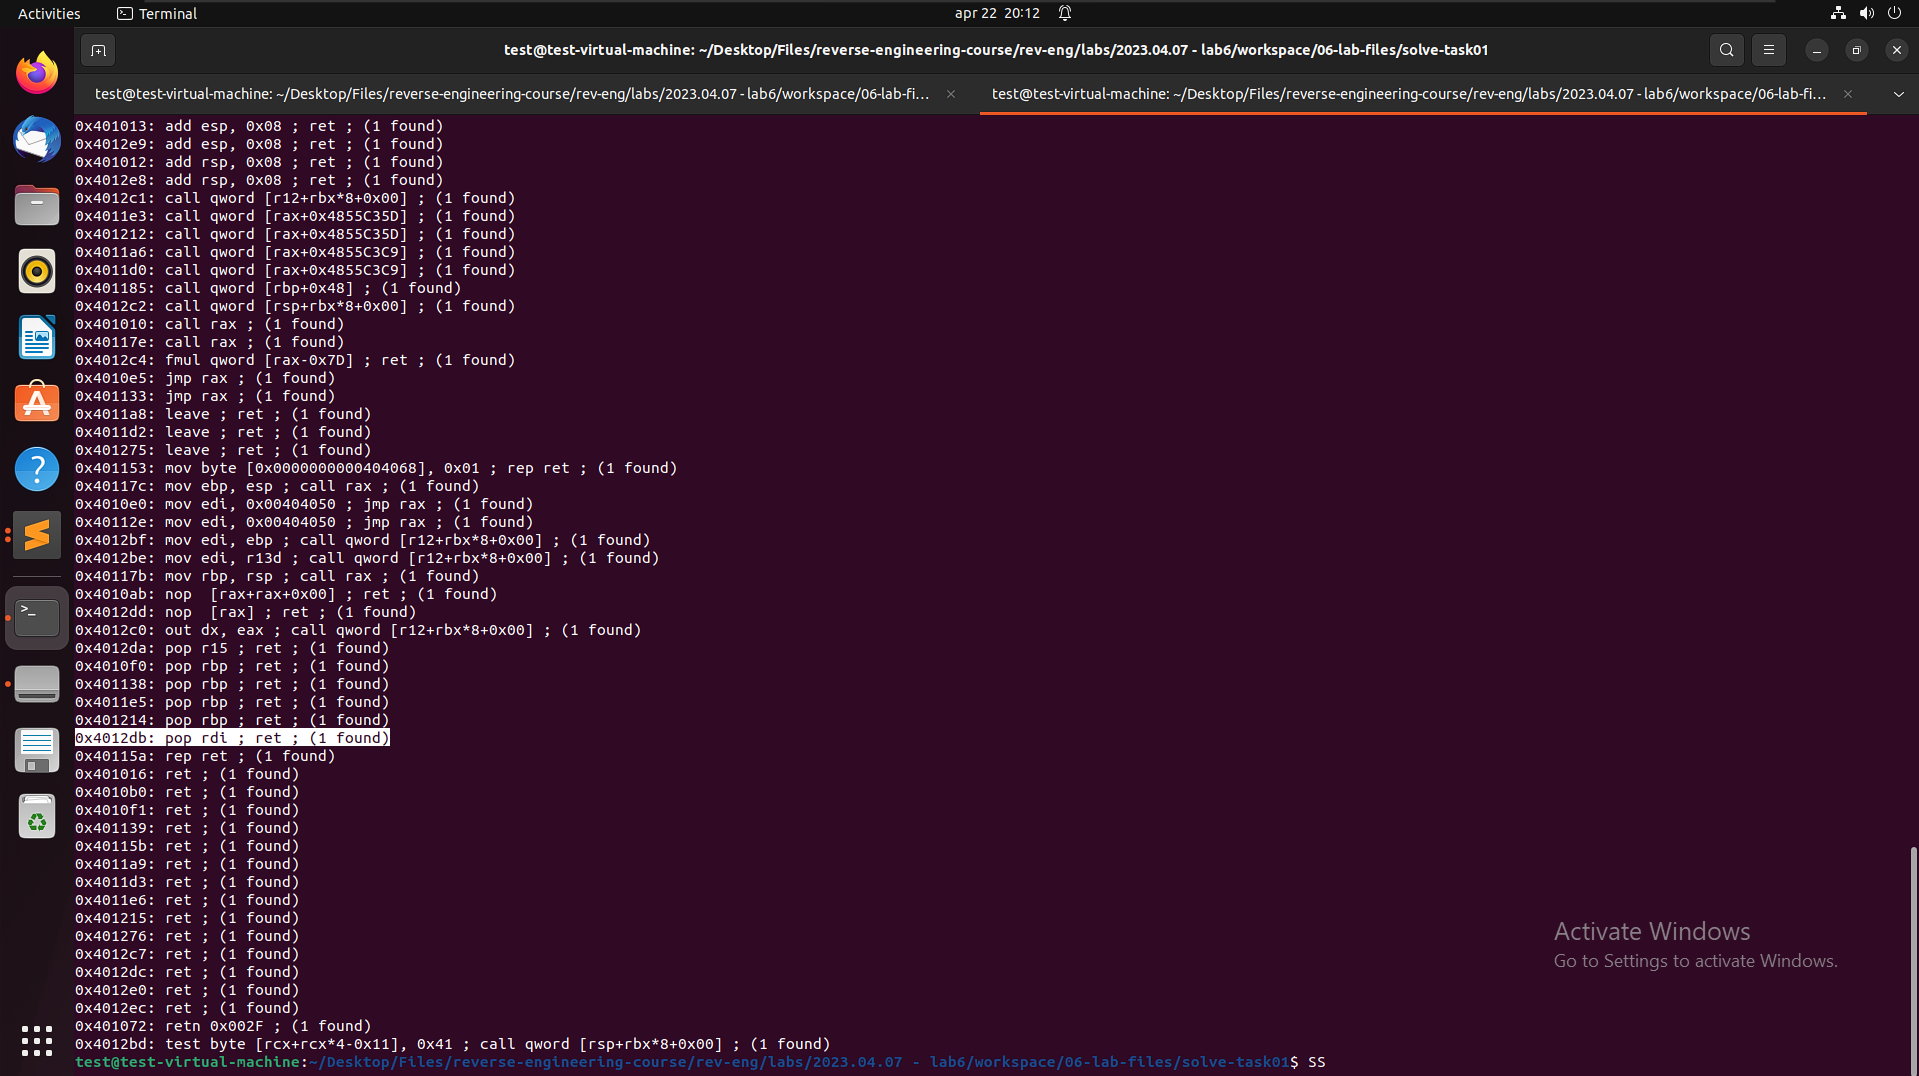 Activities
Terminal
apr 22 20:12
test@test-virtual-machine: ~/Desktop/Files/reverse-engineering-course/rev-eng/labs/2023.04.07 - lab6/workspace/06-lab-files/solve-task01
test@test-virtual-machine: ~/Desktop/Files/reverse-engineering-course/rev-eng/labs/2023.04.07 - lab6/workspace/06-lab-fi...
test@test-virtual-machine: ~/Desktop/Files/reverse-engineering-course/rev-eng/labs/2023.04.07 - lab6/workspace/06-lab-fi...
0x401013: add esp, 0x08 ; ret ; (1 found)
0x4012e9: add esp, 0x08 ; ret ; (1 found)
0x401012: add rsp, 0x08 ; ret ; (1 found)
0x4012e8: add rsp, 0x08 ; ret ; (1 found)
0x4012c1: call qword [r12+rbx*8+0x00] ; (1 found)
0x4011e3: call qword [rax+0x4855C35D] ; (1 found)
0x401212: call qword [rax+0x4855C35D] ; (1 found)
0x4011a6: call qword [rax+0x4855C3C9] ; (1 found)
0x4011d0: call qword [rax+0x4855C3C9] ; (1 found)
0x401185: call qword [rbp+0x48] ; (1 found)
0x4012c2: call qword [rsp+rbx*8+0x00] ; (1 found)
0x401010: call rax ; (1 found)
0x40117e: call rax ; (1 found)
0x4012c4: fmul qword [rax-0x7D] ; ret ; (1 found)
0x4010e5: jmp rax ; (1 found)
0x401133: jmp rax ; (1 found)
0x4011a8: leave ; ret ; (1 found)
0x4011d2: leave ; ret ; (1 found)
0x401275: leave ; ret ; (1 found)
0x401153: mov byte [0x0000000000404068], 0x01 ; rep ret ; (1 found)
0x40117c: mov ebp, esp ; call rax ; (1 found)
0x4010e0: mov edi, 0x00404050 ; jmp rax ; (1 found)
0x40112e: mov edi, 0x00404050 ; jmp rax ; (1 found)
0x4012bf: mov edi, ebp ; call qword [r12+rbx*8+0x00] ; (1 found)
0x4012be: mov edi, r13d ; call qword [r12+rbx*8+0x00] ; (1 found)
0x40117b: mov rbp, rsp ; call rax ; (1 found)
0x4010ab: nop  [rax+rax+0x00] ; ret ; (1 found)
0x4012dd: nop  [rax] ; ret ; (1 found)
0x4012c0: out dx, eax ; call qword [r12+rbx*8+0x00] ; (1 found)
0x4012da: pop r15 ; ret ; (1 found)
0x4010f0: pop rbp ; ret ; (1 found)
0x401138: pop rbp ; ret ; (1 found)
0x4011e5: pop rbp ; ret ; (1 found)
0x401214: pop rbp ; ret ; (1 found)
0x4012db: pop rdi ; ret ; (1 found)
0x40115a: rep ret ; (1 found)
0x401016: ret ; (1 found)
0x4010b0: ret ; (1 found)
0x4010f1: ret ; (1 found)
0x401139: ret ; (1 found)
0x40115b: ret ; (1 found)
0x4011a9: ret ; (1 found)
0x4011d3: ret ; (1 found)
0x4011e6: ret ; (1 found)
0x401215: ret ; (1 found)
0x401276: ret ; (1 found)
0x4012c7: ret ; (1 found)
0x4012dc: ret ; (1 found)
0x4012e0: ret ; (1 found)
0x4012ec: ret ; (1 found)
0x401072: retn 0x002F ; (1 found)
0x4012bd: test byte [rcx+rcx*4-0x11], 0x41 ; call qword [rsp+rbx*8+0x00] ; (1 found)
test@test-virtual-machine:~/Desktop/Files/reverse-engineering-course/rev-eng/labs/2023.04.07 - lab6/workspace/06-lab-files/solve-task01$ SS
Activate Windows
Go to Settings to activate Windows.